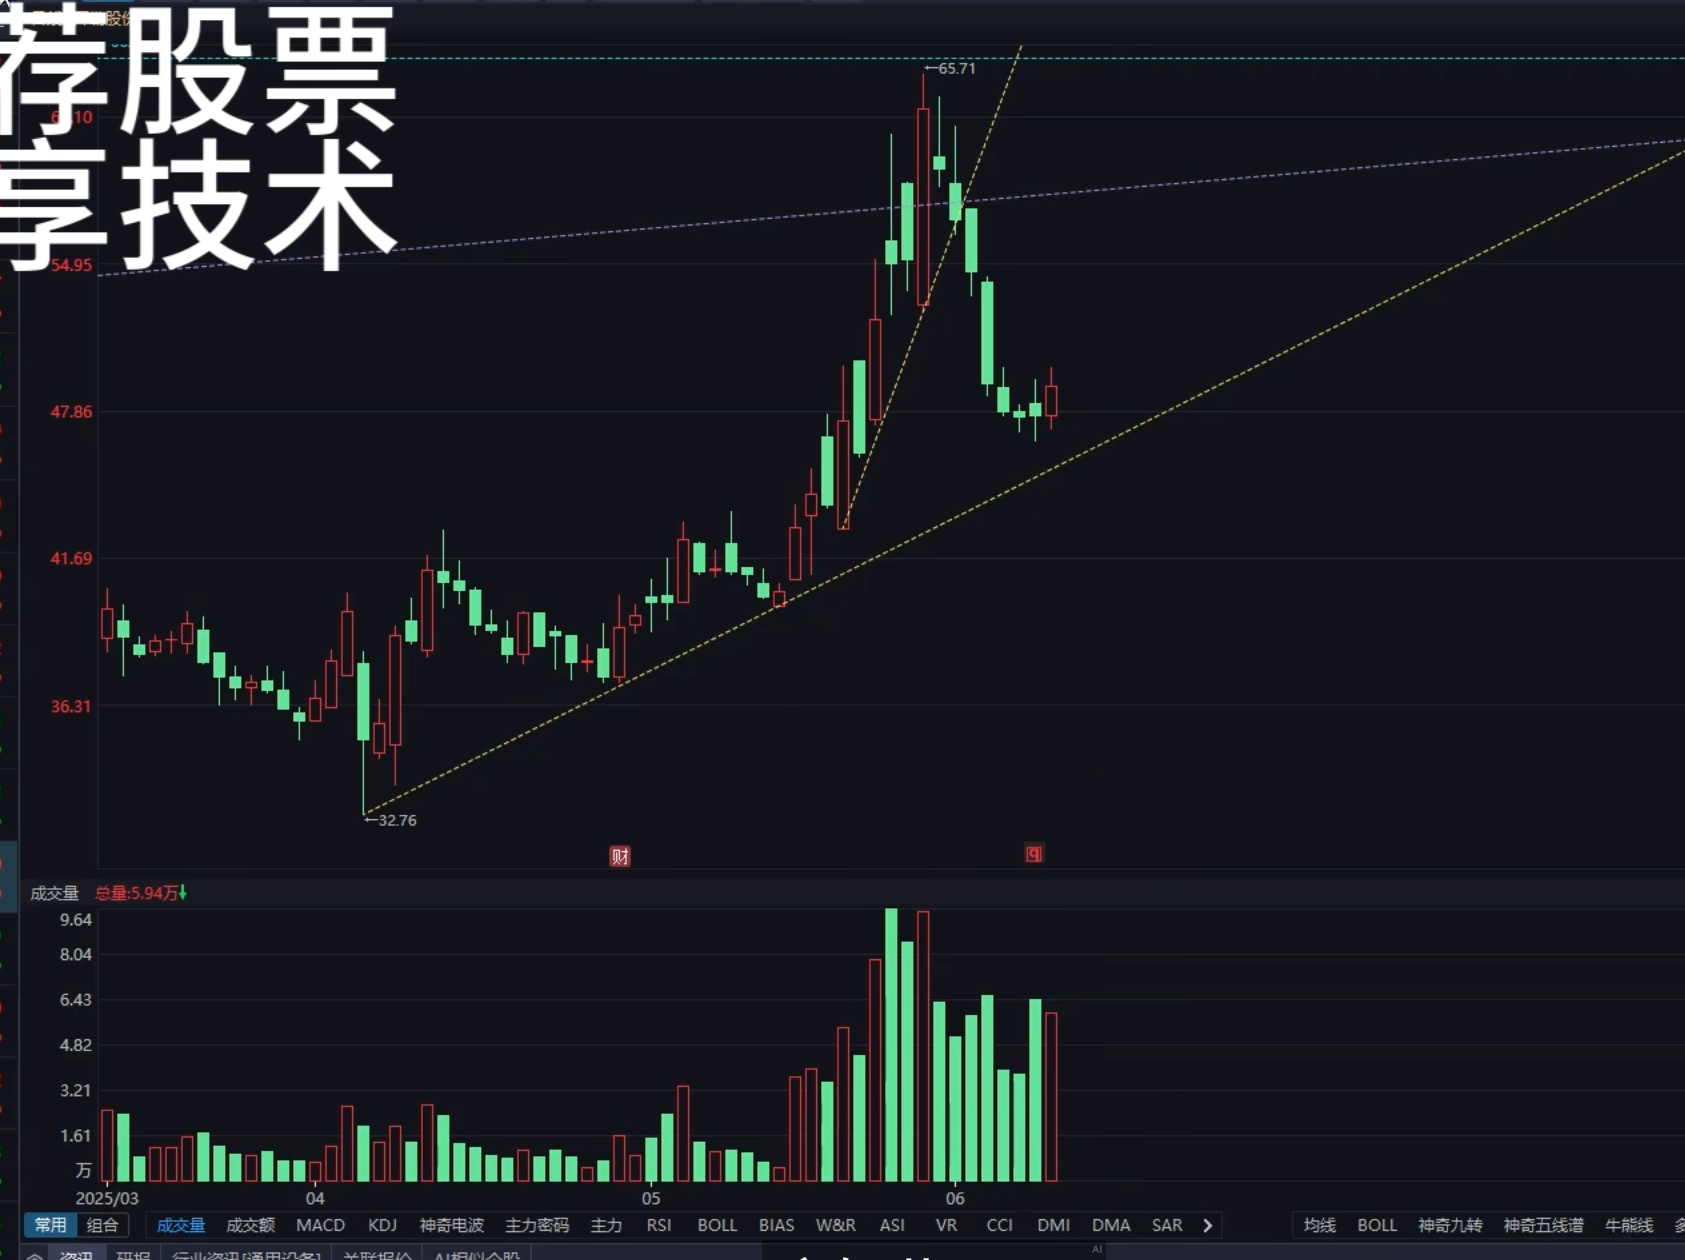 荐股票
享技术
65.71
54.95
47.86
41.69
36.31
32.76
财
成交量 总量:5.94万↓
9.64
8.04
6.43
4.82
3.21
1.61
万
2025/03 04 05 06
常用 组合 成交量 成交额 MACD KDJ 神奇电波 主力密码 主力 RSI BOLL BIAS W&R ASI VR CCI DMI DMA SAR 均线 BOLL 神奇九转 神奇五线谱 牛熊线
资讯 研报 行业资讯[通用设备] 关联报价 AI相似个股
AI